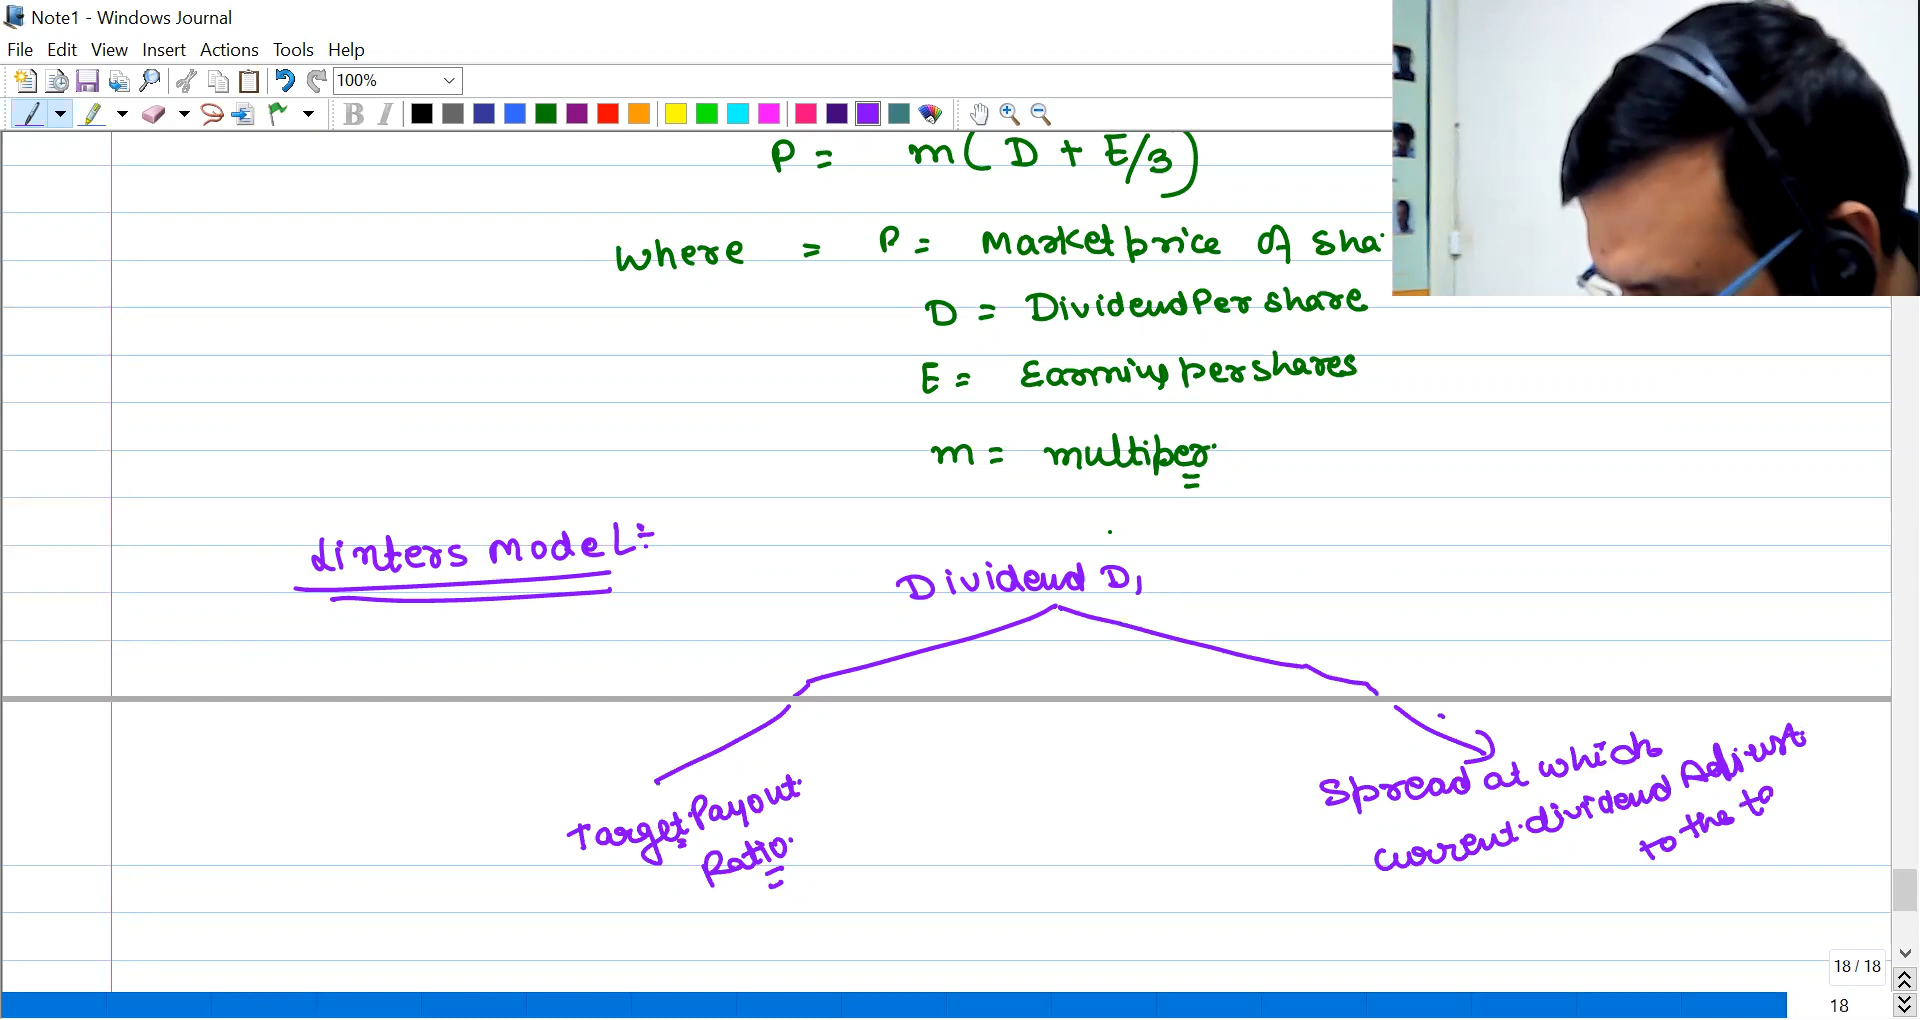 Note1 - Windows Journal
File Edit View Insert Actions Tools Help
100%
B I
P = m( D + E/3)
where = P = Market price of sha
D = Dividend Per share
E = Earning per shares
m = multiper
Linters model:-
Dividend D1
Target Payout
Ratio
Spread at which
current dividend Adjust
to the to
18 / 18
18